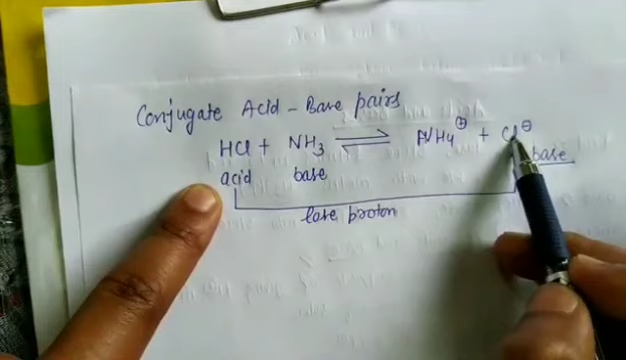 Conjugate Acid - Base pairs
HCl + NH3 ⇌ NH4⊕ + Cl⊖
acid base base
lose proton